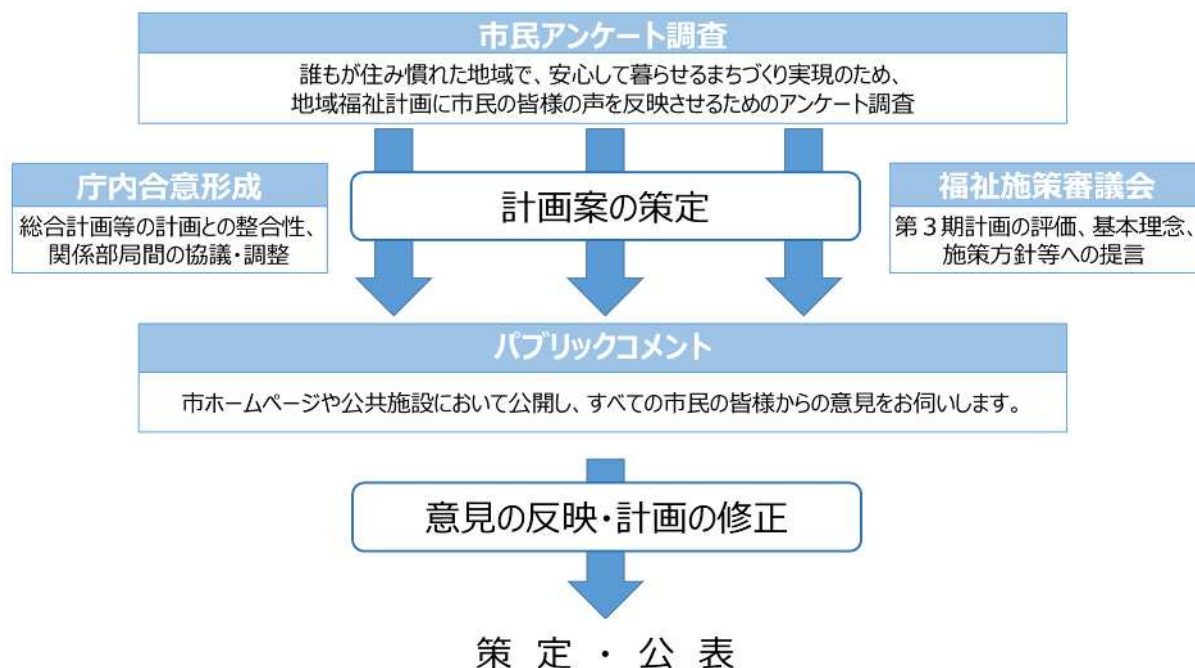 市民アンケート調査
誰もが住み慣れた地域で、安心して暮らせるまちづくり実現のため、
地域福祉計画に市民の皆様の声を反映させるためのアンケート調査
庁内合意形成
総合計画等の計画との整合性、
関係部局間の協議・調整
計画案の策定
福祉施策審議会
第3期計画の評価、基本理念、
施策方針等への提言
パブリックコメント
市ホームページや公共施設において公開し、すべての市民の皆様からの意見をお伺いします。
意見の反映・計画の修正
策 定 ・ 公 表